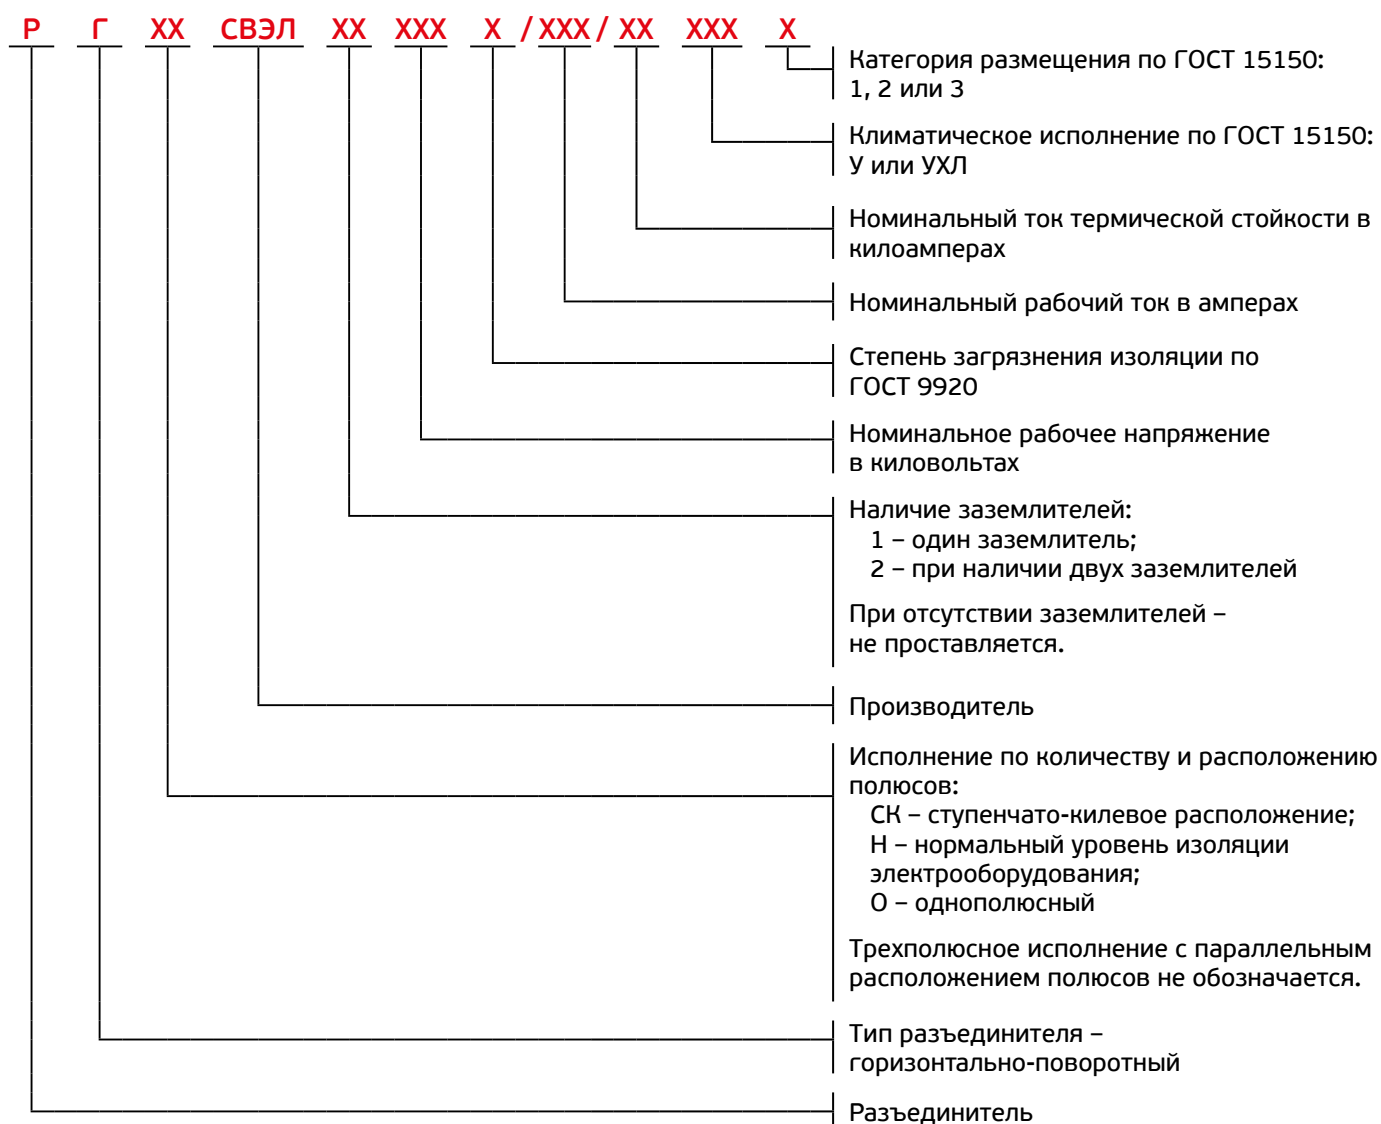 Р Г ХХ СВЭЛ ХХ ХХХ Х / ХХХ / ХХ ХХХ Х
Категория размещения по ГОСТ 15150:
1, 2 или 3
Климатическое исполнение по ГОСТ 15150:
У или УХЛ
Номинальный ток термической стойкости в
килоамперах
Номинальный рабочий ток в амперах
Степень загрязнения изоляции по
ГОСТ 9920
Номинальное рабочее напряжение
в киловольтах
Наличие заземлителей:
1 – один заземлитель;
2 – при наличии двух заземлителей
При отсутствии заземлителей –
не проставляется.
Производитель
Исполнение по количеству и расположению
полюсов:
СК – ступенчато-килевое расположение;
Н – нормальный уровень изоляции
электрооборудования;
О – однополюсный
Трехполюсное исполнение с параллельным
расположением полюсов не обозначается.
Тип разъединителя –
горизонтально-поворотный
Разъединитель